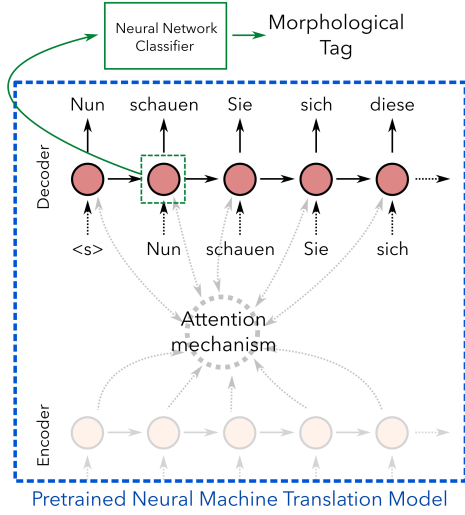 Neural Network
Classifier
Morphological
Tag
Nun schauen Sie sich diese
Decoder
<s> Nun schauen Sie sich
Attention
mechanism
Encoder
Pretrained Neural Machine Translation Model